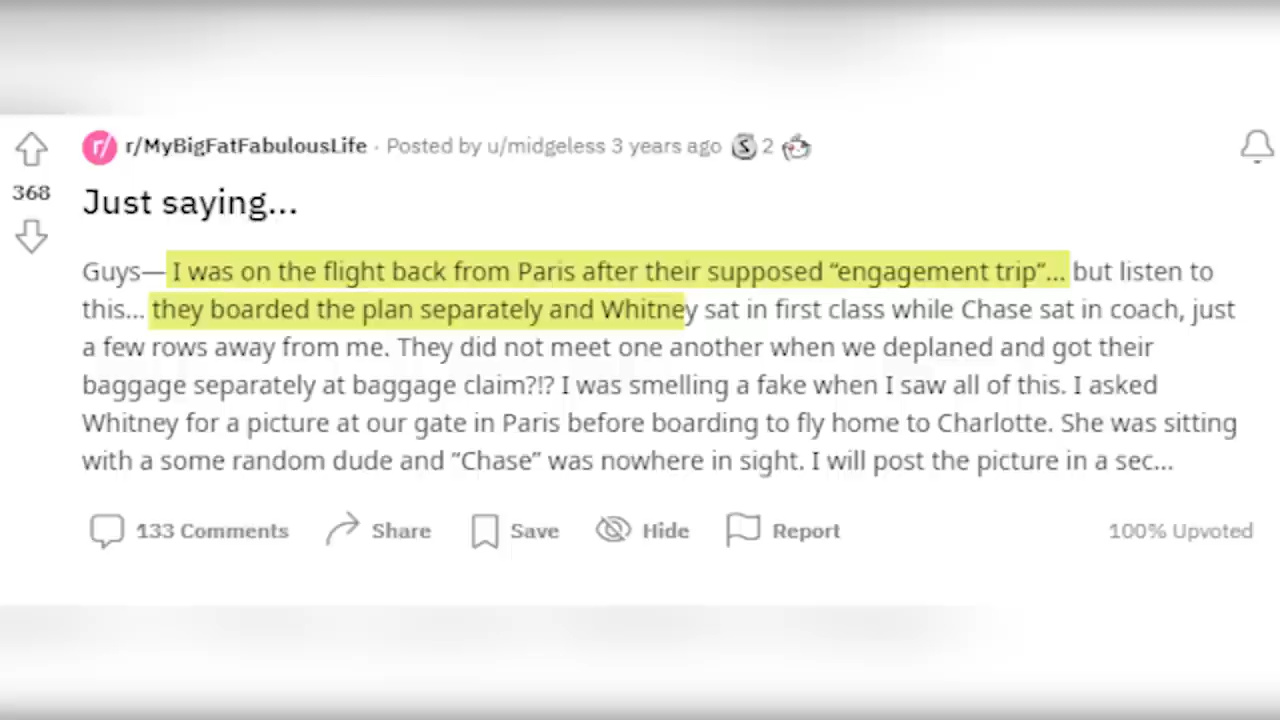 r/MyBigFatFabulousLife · Posted by u/midgeless 3 years ago S 2
368
Just saying...
Guys—I was on the flight back from Paris after their supposed “engagement trip”... but listen to
this... they boarded the plan separately and Whitney sat in first class while Chase sat in coach, just
a few rows away from me. They did not meet one another when we deplaned and got their
baggage separately at baggage claim?!? I was smelling a fake when I saw all of this. I asked
Whitney for a picture at our gate in Paris before boarding to fly home to Charlotte. She was sitting
with a some random dude and “Chase” was nowhere in sight. I will post the picture in a sec...
133 Comments Share Save Hide Report 100% Upvoted